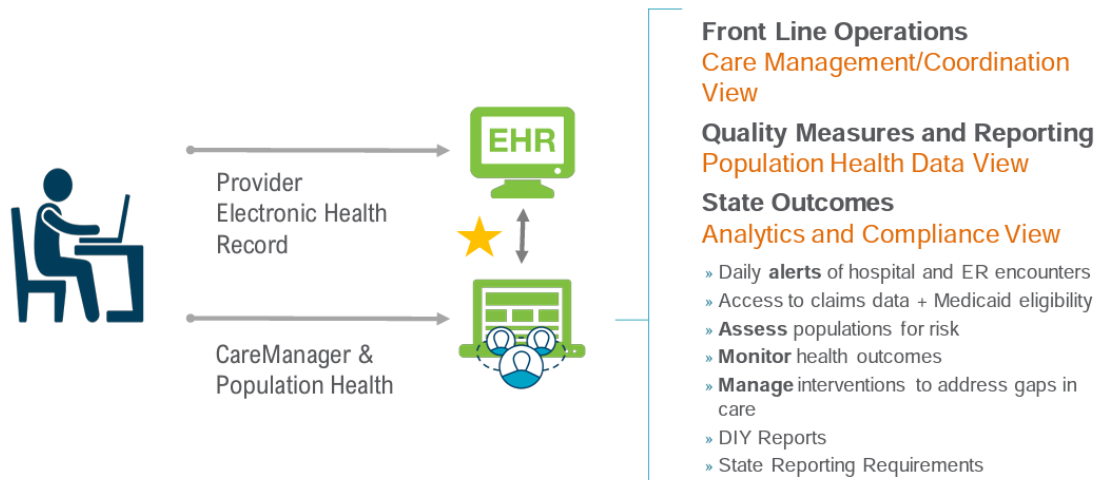 EHR
Provider
Electronic Health
Record
CareManager &
Population Health
Front Line Operations
Care Management/Coordination
View
Quality Measures and Reporting
Population Health Data View
State Outcomes
Analytics and Compliance View
» Daily alerts of hospital and ER encounters
» Access to claims data + Medicaid eligibility
» Assess populations for risk
» Monitor health outcomes
» Manage interventions to address gaps in
care
» DIY Reports
» State Reporting Requirements